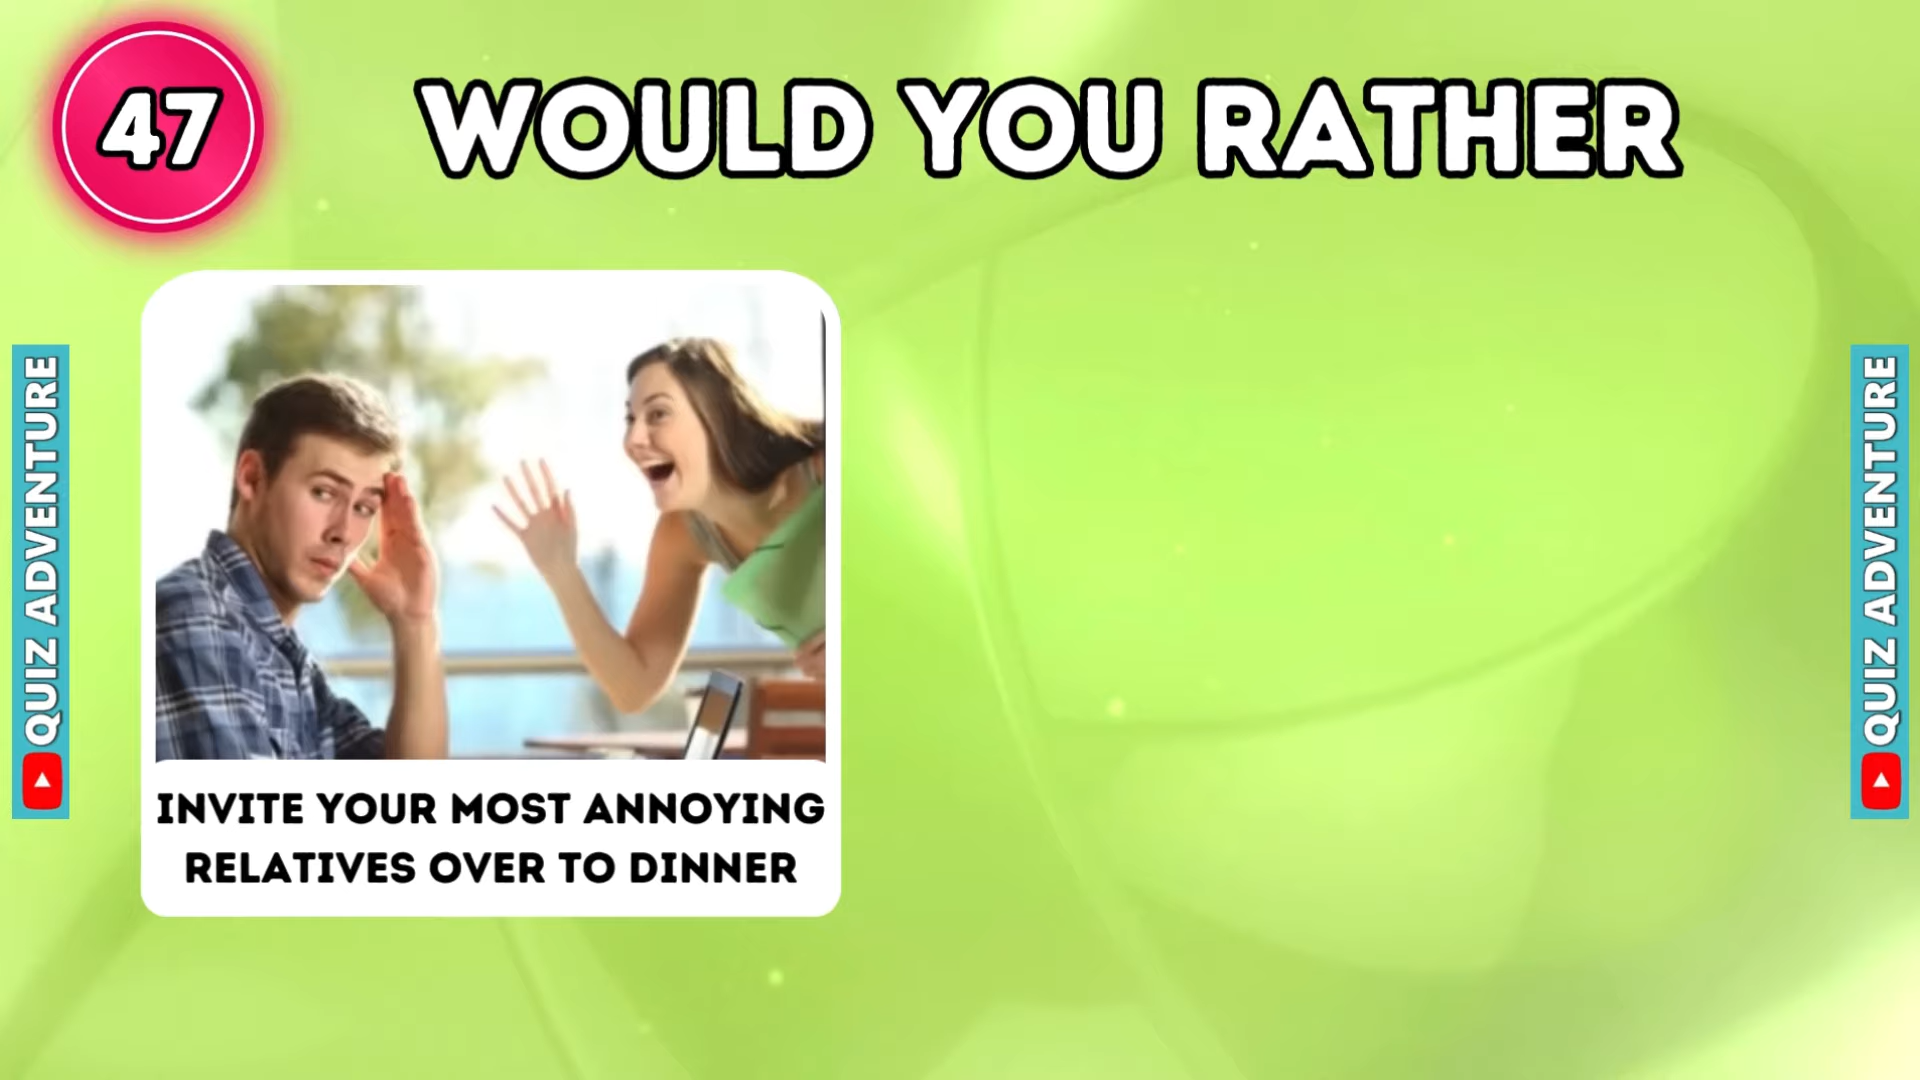 47
WOULD YOU RATHER
QUIZ ADVENTURE
INVITE YOUR MOST ANNOYING
RELATIVES OVER TO DINNER
QUIZ ADVENTURE